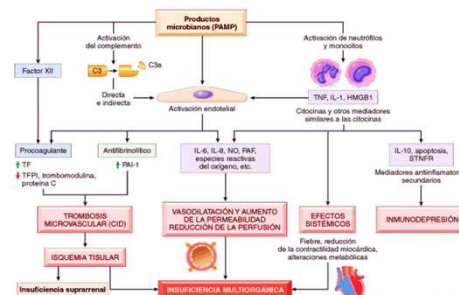 Productos
microbianos (PAMP)
Activación
del complemento
Activación de neutrófilos
y monocitos
Factor XII
C3
C3a
Directa
e indirecta
Activación endotelial
TNF, IL-1, HMGB1
Citocinas y otros mediadores
similares a las citocinas
Procoagulante
TF
TFPI, trombomodulina,
proteína C
Antifibrinolítico
PAI-1
IL-6, IL-8, NO, PAF,
especies reactivas
del oxígeno, etc.
IL-10, apoptosis,
STNFR
Mediadores
antiinflamatorios
secundarios
TROMBOSIS
MICROVASCULAR (CID)
VASODILATACIÓN Y AUMENTO
DE LA PERMEABILIDAD
REDUCCIÓN DE LA PERFUSIÓN
EFECTOS
SISTÉMICOS
INMUNODEPRESIÓN
Fiebre, reducción
de la contractilidad miocárdica,
alteraciones metabólicas
ISQUEMIA TISULAR
Insuficiencia suprarrenal
INSUFICIENCIA MULTIORGÁNICA